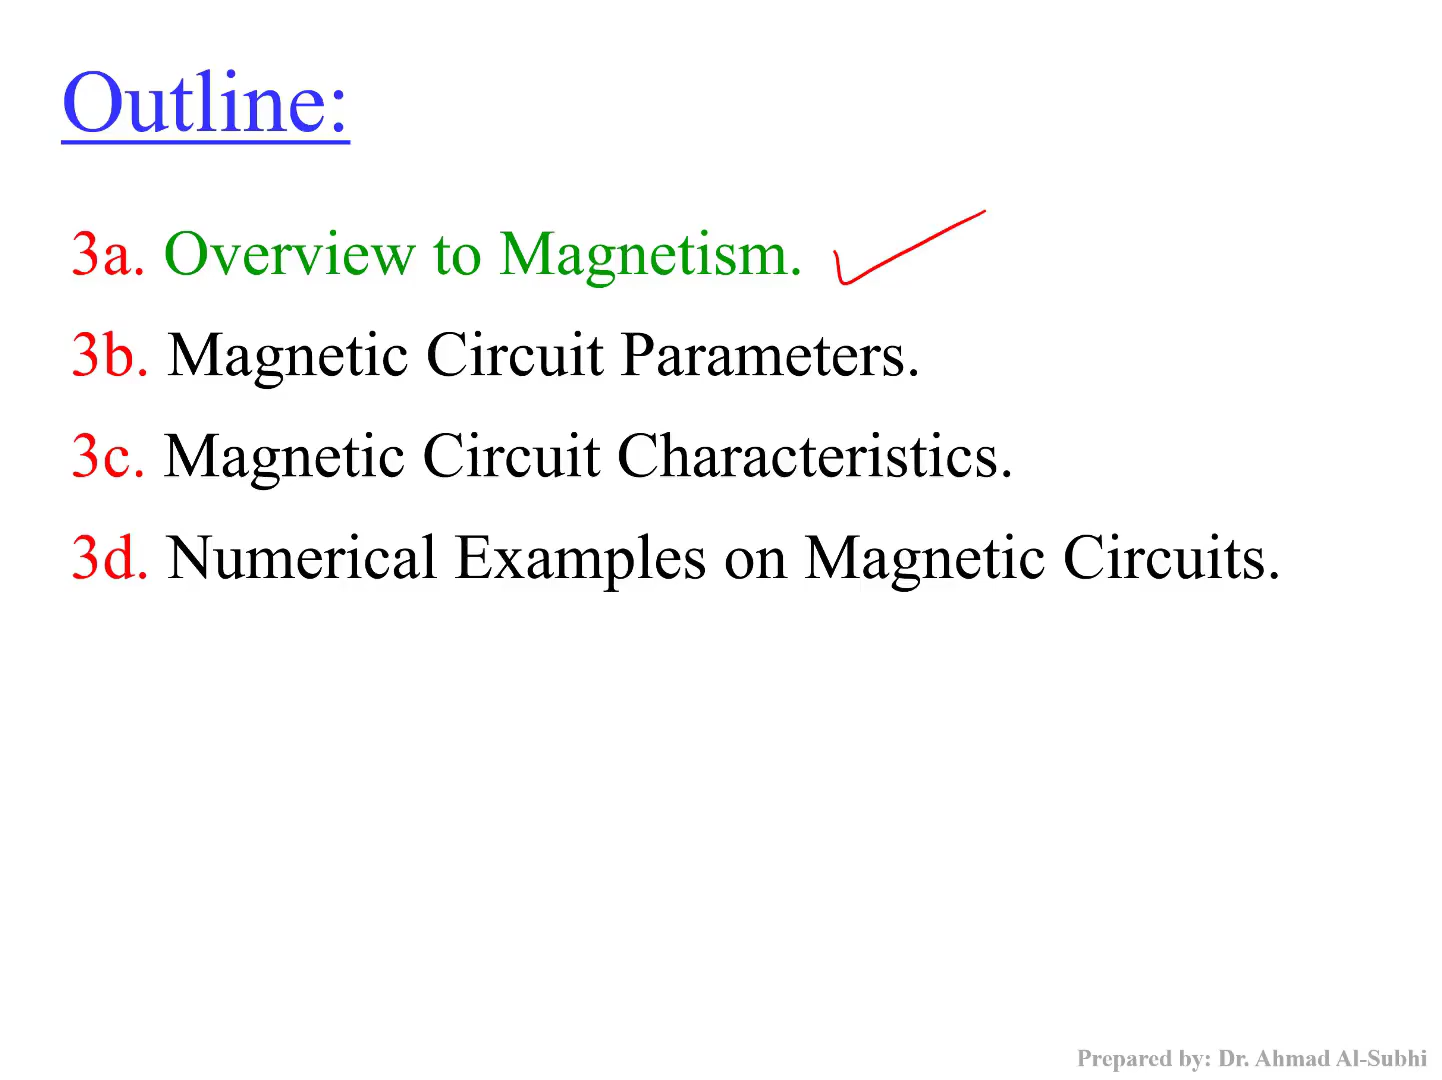 Outline:
3a. Overview to Magnetism.
3b. Magnetic Circuit Parameters.
3c. Magnetic Circuit Characteristics.
3d. Numerical Examples on Magnetic Circuits.
Prepared by: Dr. Ahmad Al-Subhi